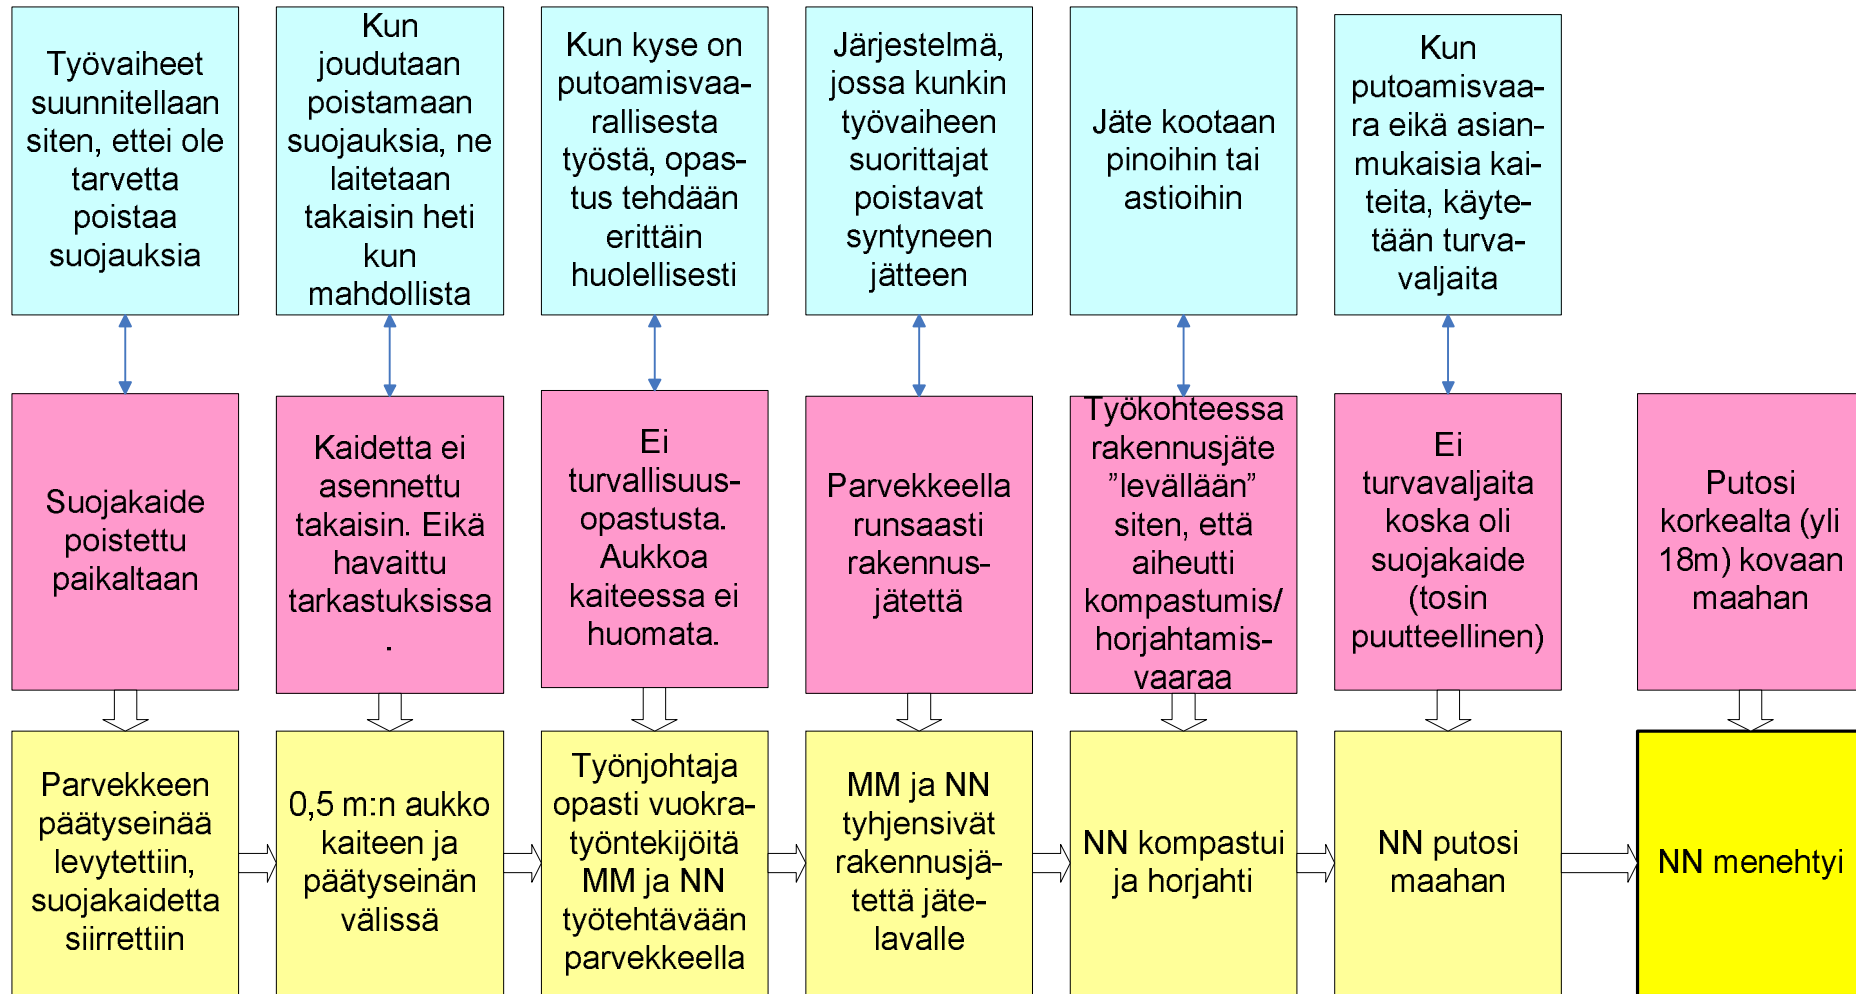 Työvaiheet
suunnitellaan
siten, ettei ole
tarvetta
poistaa
suojauksia
Kun
joudutaan
poistamaan
suojauksia, ne
laitetaan
takaisin heti
kun
mahdollista
Kun kyse on
putoamisvaa-
rallisesta
työstä, opas-
tus tehdään
erittäin
huolellisesti
Järjestelmä,
jossa kunkin
työvaiheen
suorittajat
poistavat
syntyneen
jätteen
Jäte kootaan
pinoihin tai
astioihin
Kun
putoamisvaa-
ra eikä asian-
mukaisia kai-
teita, käyte-
tään turva-
valjaita
Suojakaide
poistettu
paikaltaan
Kaidetta ei
asennettu
takaisin. Eikä
havaittu
tarkastuksissa
.
Ei
turvallisuus-
opastusta.
Aukkoa
kaiteessa ei
huomata.
Parvekkeella
runsaasti
rakennus-
jätettä
Työkohteessa
rakennusjäte
”levällään”
siten, että
aiheutti
kompastumis/
horjahtamis-
vaaraa
Ei
turvavaljaita
koska oli
suojakaide
(tosin
puutteellinen)
Putosi
korkealta (yli
18m) kovaan
maahan
Parvekkeen
päätyseinää
levytettiin,
suojakaidetta
siirrettiin
0,5 m:n aukko
kaiteen ja
päätyseinän
välissä
Työnjohtaja
opasti vuokra-
työntekijöitä
MM ja NN
työtehtävään
parvekkeella
MM ja NN
tyhjensivät
rakennusjä-
tettä jäte-
lavalle
NN kompastui
ja horjahti
NN putosi
maahan
NN menehtyi